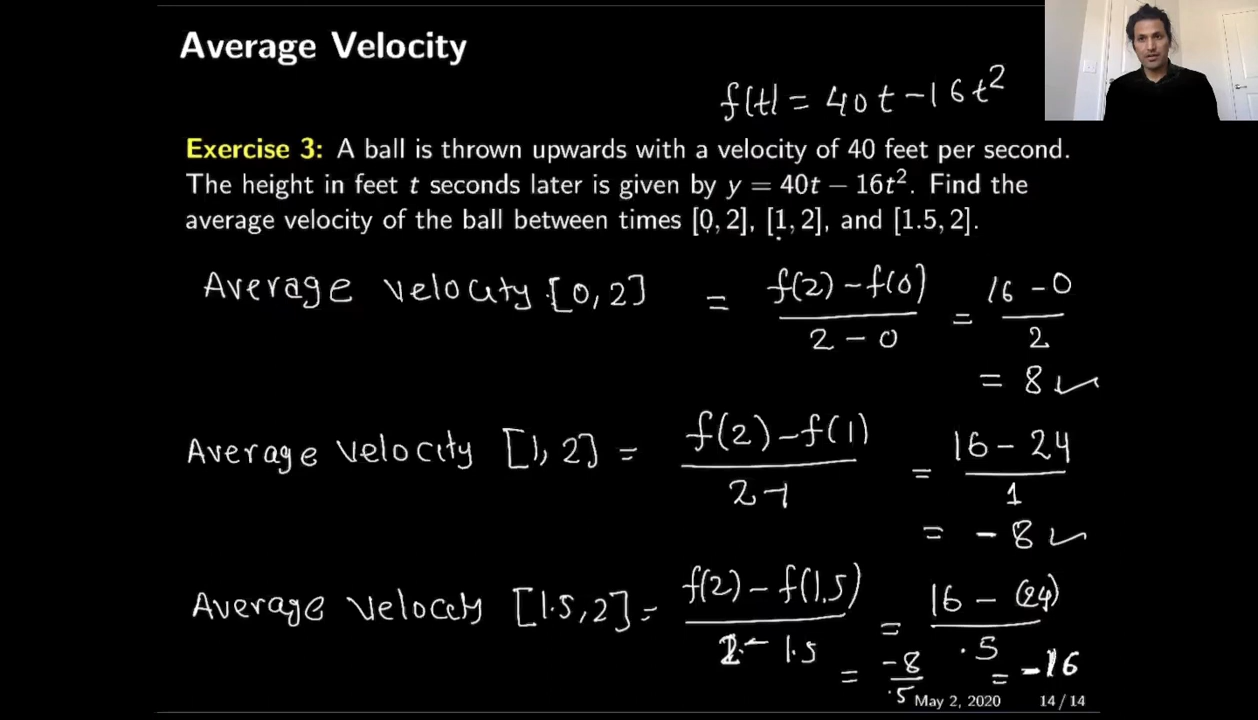 Average Velocity
f(t) = 40t - 16t²
Exercise 3: A ball is thrown upwards with a velocity of 40 feet per second.
The height in feet t seconds later is given by y = 40t − 16t². Find the
average velocity of the ball between times [0, 2], [1, 2], and [1.5, 2].
Average velocity [0, 2] = f(2) - f(0) / 2 - 0 = 16 - 0 / 2
= 8
Average velocity [1, 2] = f(2) - f(1) / 2 - 1 = 16 - 24 / 1
= - 8
Average velocity [1.5, 2] = f(2) - f(1.5) / 2 - 1.5 = 16 - (24) / .5
= -8 / .5 = -16
May 2, 2020 14 / 14